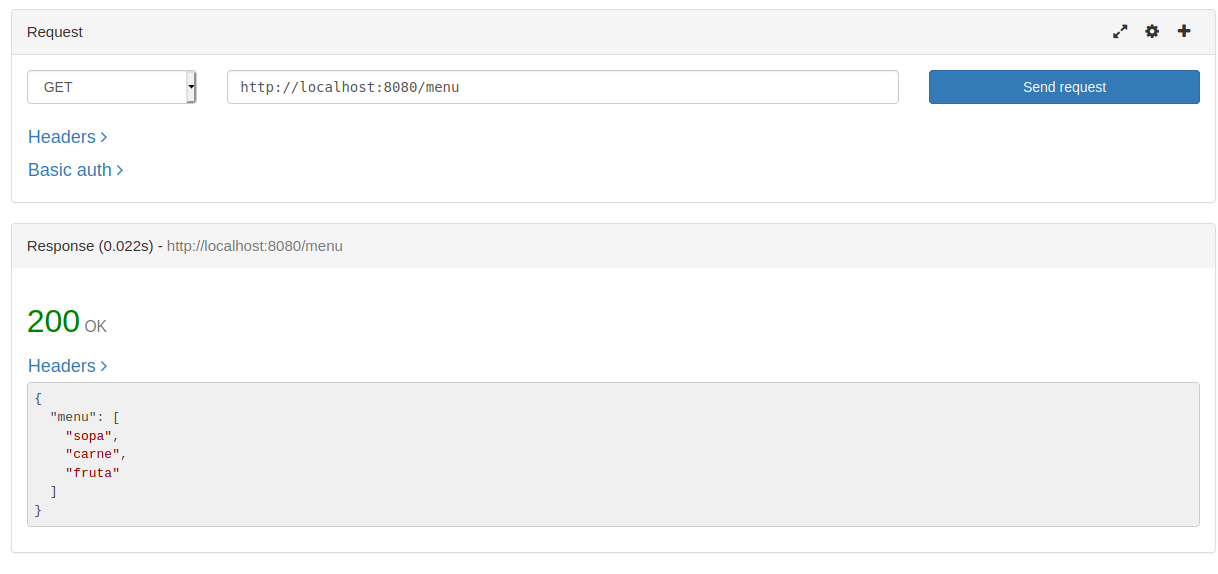 Request
GET
http://localhost:8080/menu
Send request
Headers
Basic auth
Response (0.022s) - http://localhost:8080/menu
200 OK
Headers
{
  "menu": [
    "sopa",
    "carne",
    "fruta"
  ]
}